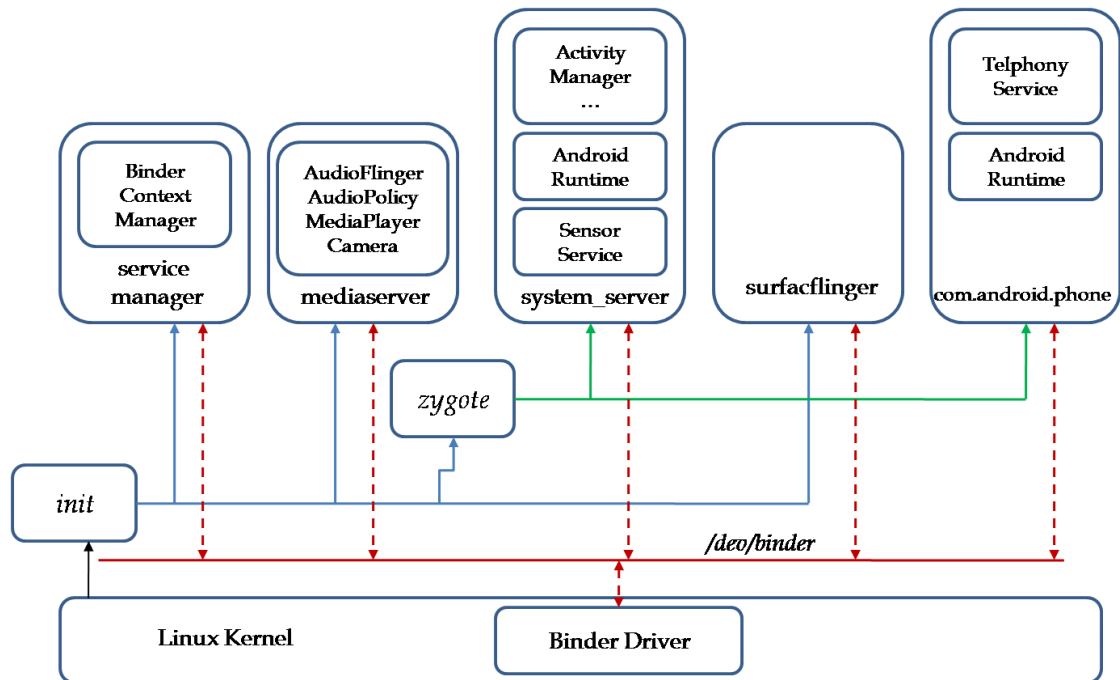 Activity
Manager
...
Android
Runtime
Sensor
Service
system_server
Telphony
Service
Android
Runtime
com.android.phone
Binder
Context
Manager
service
manager
AudioFlinger
AudioPolicy
MediaPlayer
Camera
mediaserver
surfacflinger
zygote
init
/dev/binder
Linux Kernel
Binder Driver